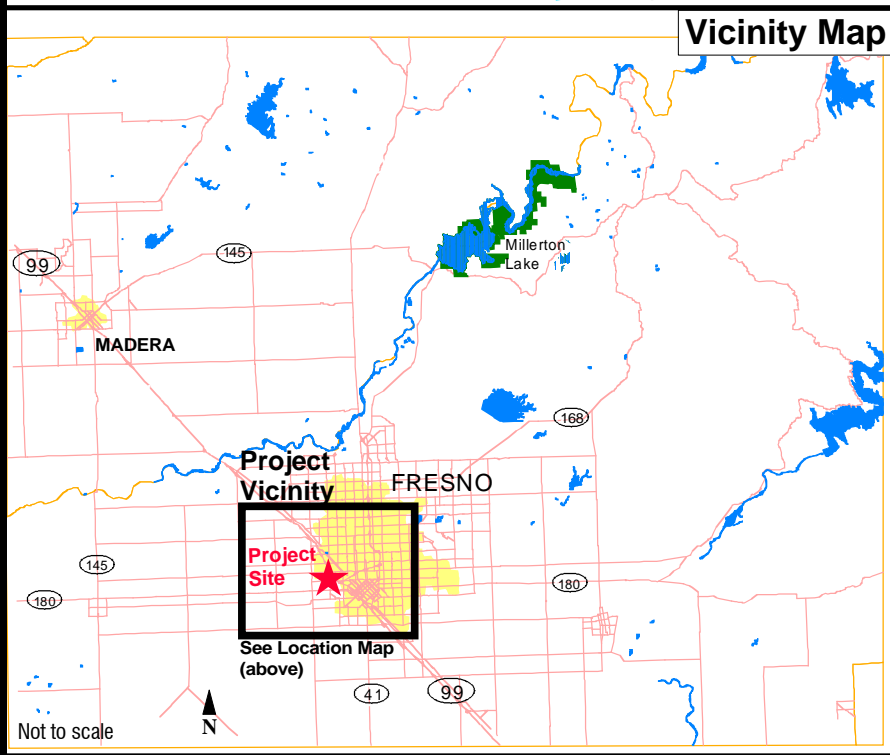 Vicinity Map
Millerton
Lake
145
99
MADERA
168
Project
Vicinity
FRESNO
Project
Site
145
180
180
See Location Map
(above)
41
99
N
Not to scale